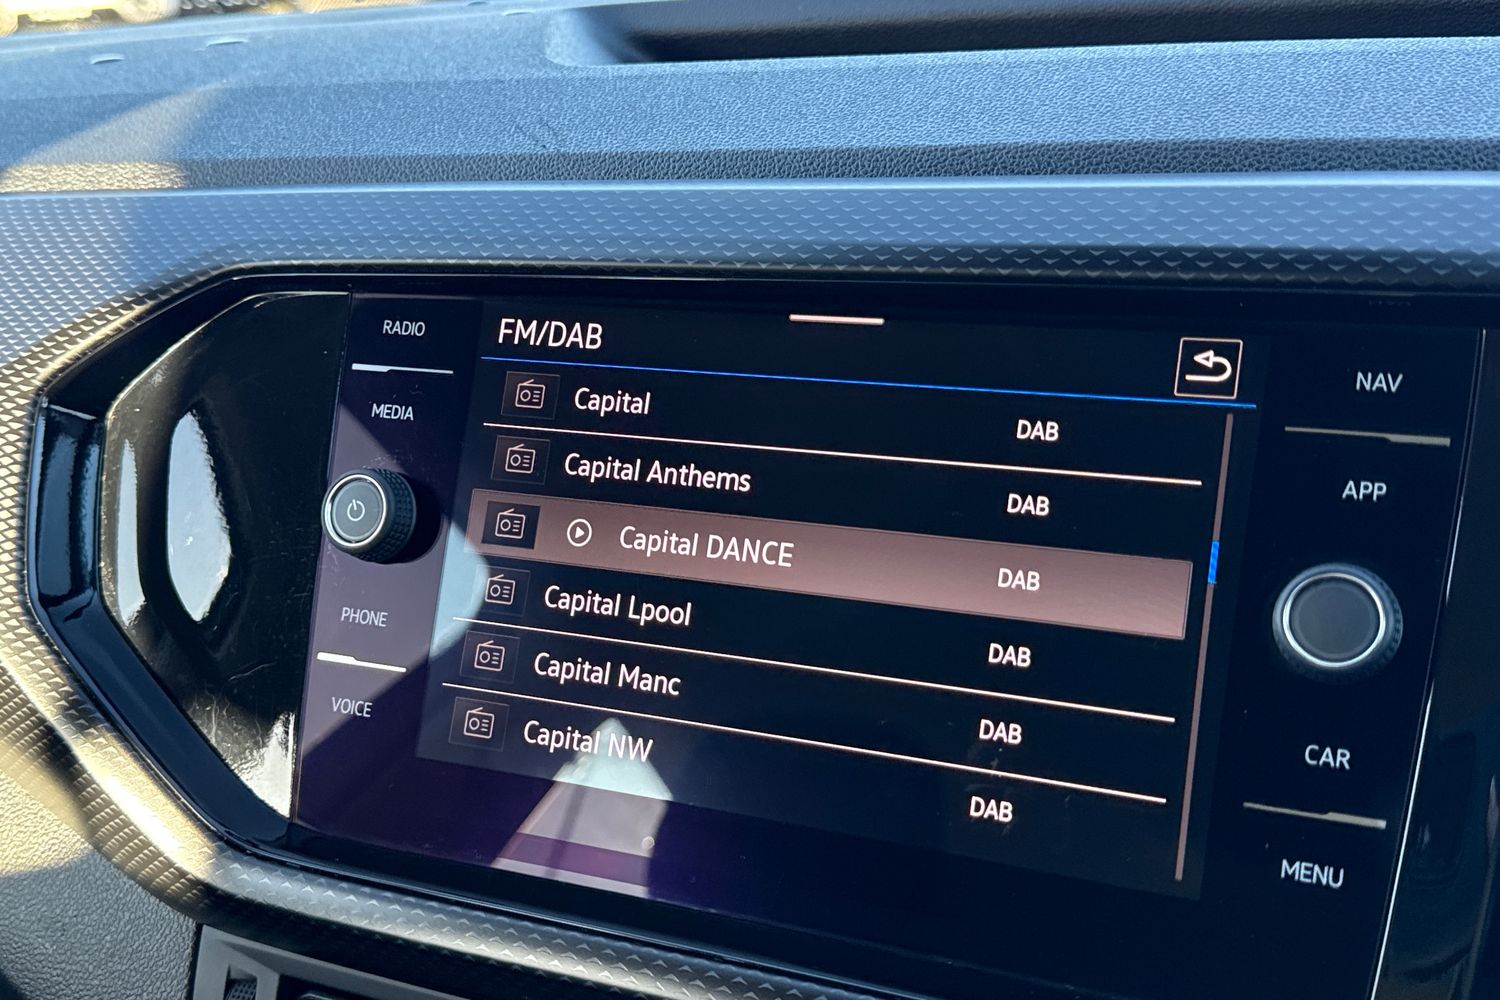 RADIO
MEDIA
PHONE
VOICE
FM/DAB
Capital DAB
Capital Anthems DAB
Capital DANCE DAB
Capital Lpool DAB
Capital Manc DAB
Capital NW DAB
NAV
APP
CAR
MENU